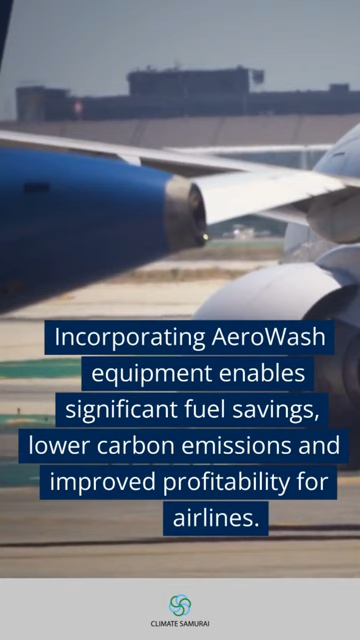 Incorporating AeroWash
equipment enables
significant fuel savings,
lower carbon emissions and
improved profitability for
airlines.
CLIMATE SAMURAI